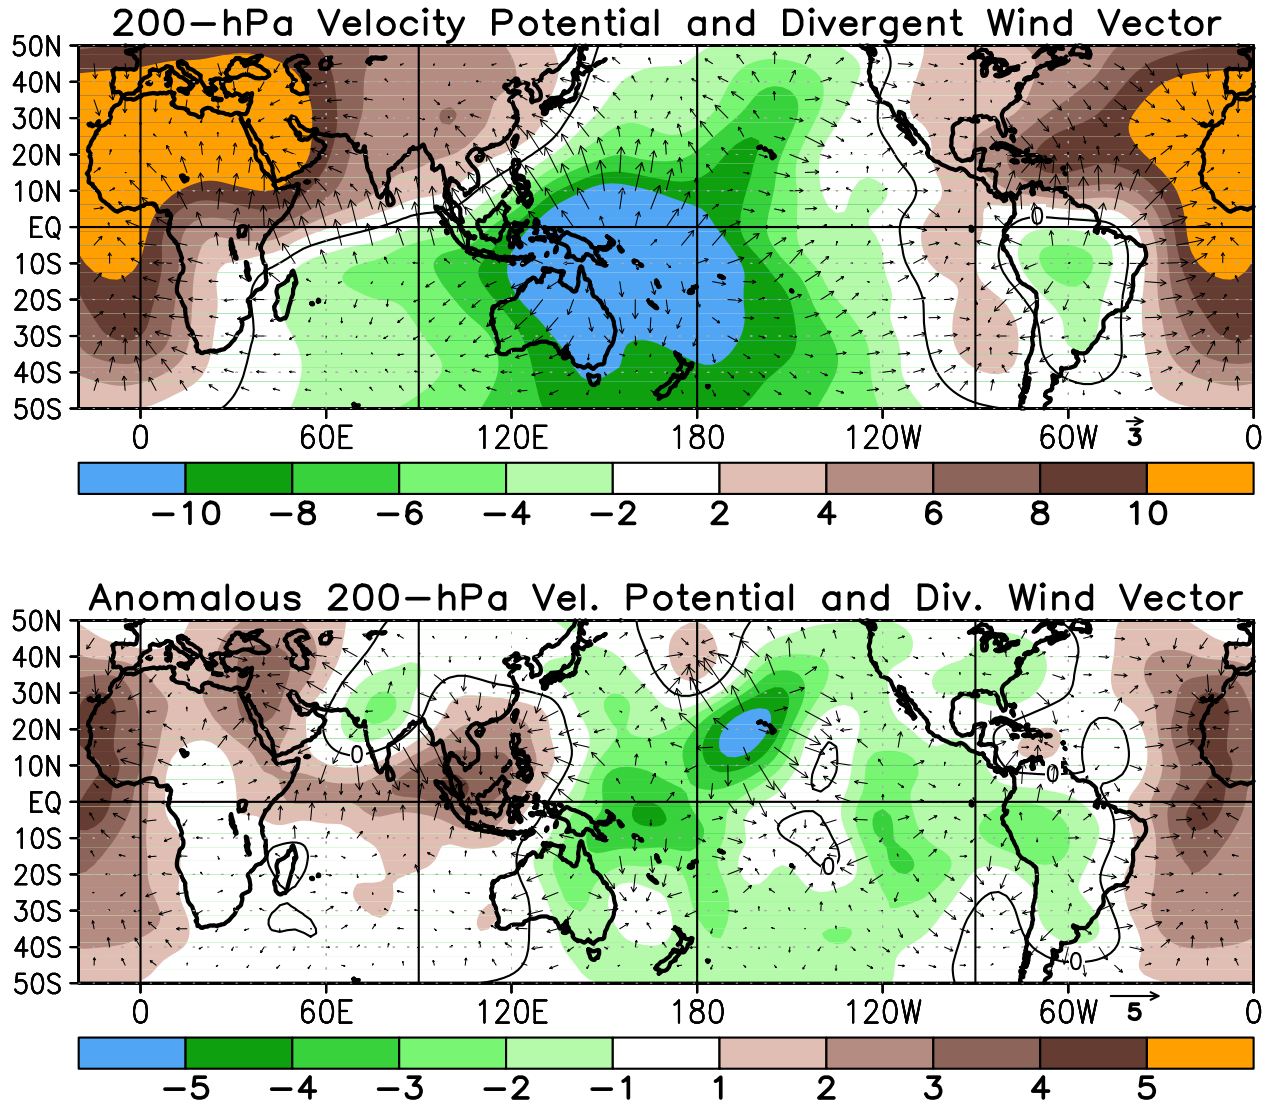 200-hPa Velocity Potential and Divergent Wind Vector
50N
40N
30N
20N
10N
EQ
10S
20S
30S
40S
50S
0
0 60E 120E 180 120W 60W 0
3
-10 -8 -6 -4 -2 2 4 6 8 10
Anomalous 200-hPa Vel. Potential and Div. Wind Vector
50N
40N
30N
20N
10N
EQ
10S
20S
30S
40S
50S
0
0
0
0
0 60E 120E 180 120W 60W 0
5
-5 -4 -3 -2 -1 1 2 3 4 5